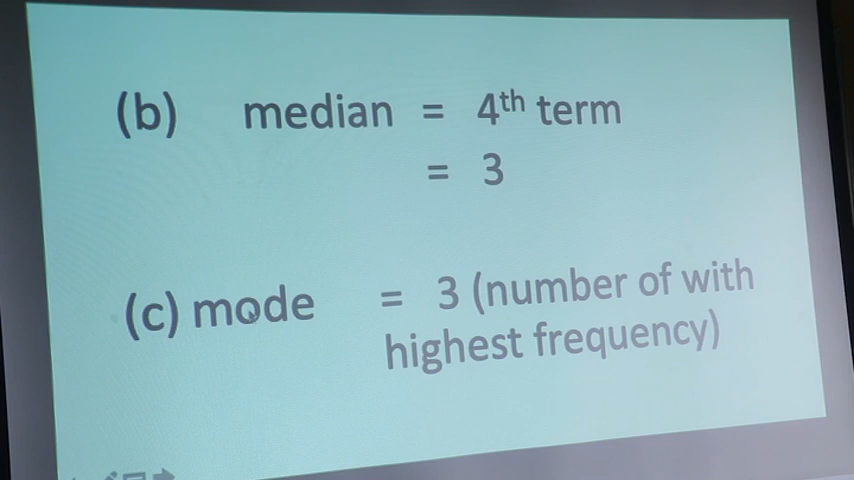 (b) median = 4th term
= 3
(c) mode = 3 (number of with
highest frequency)